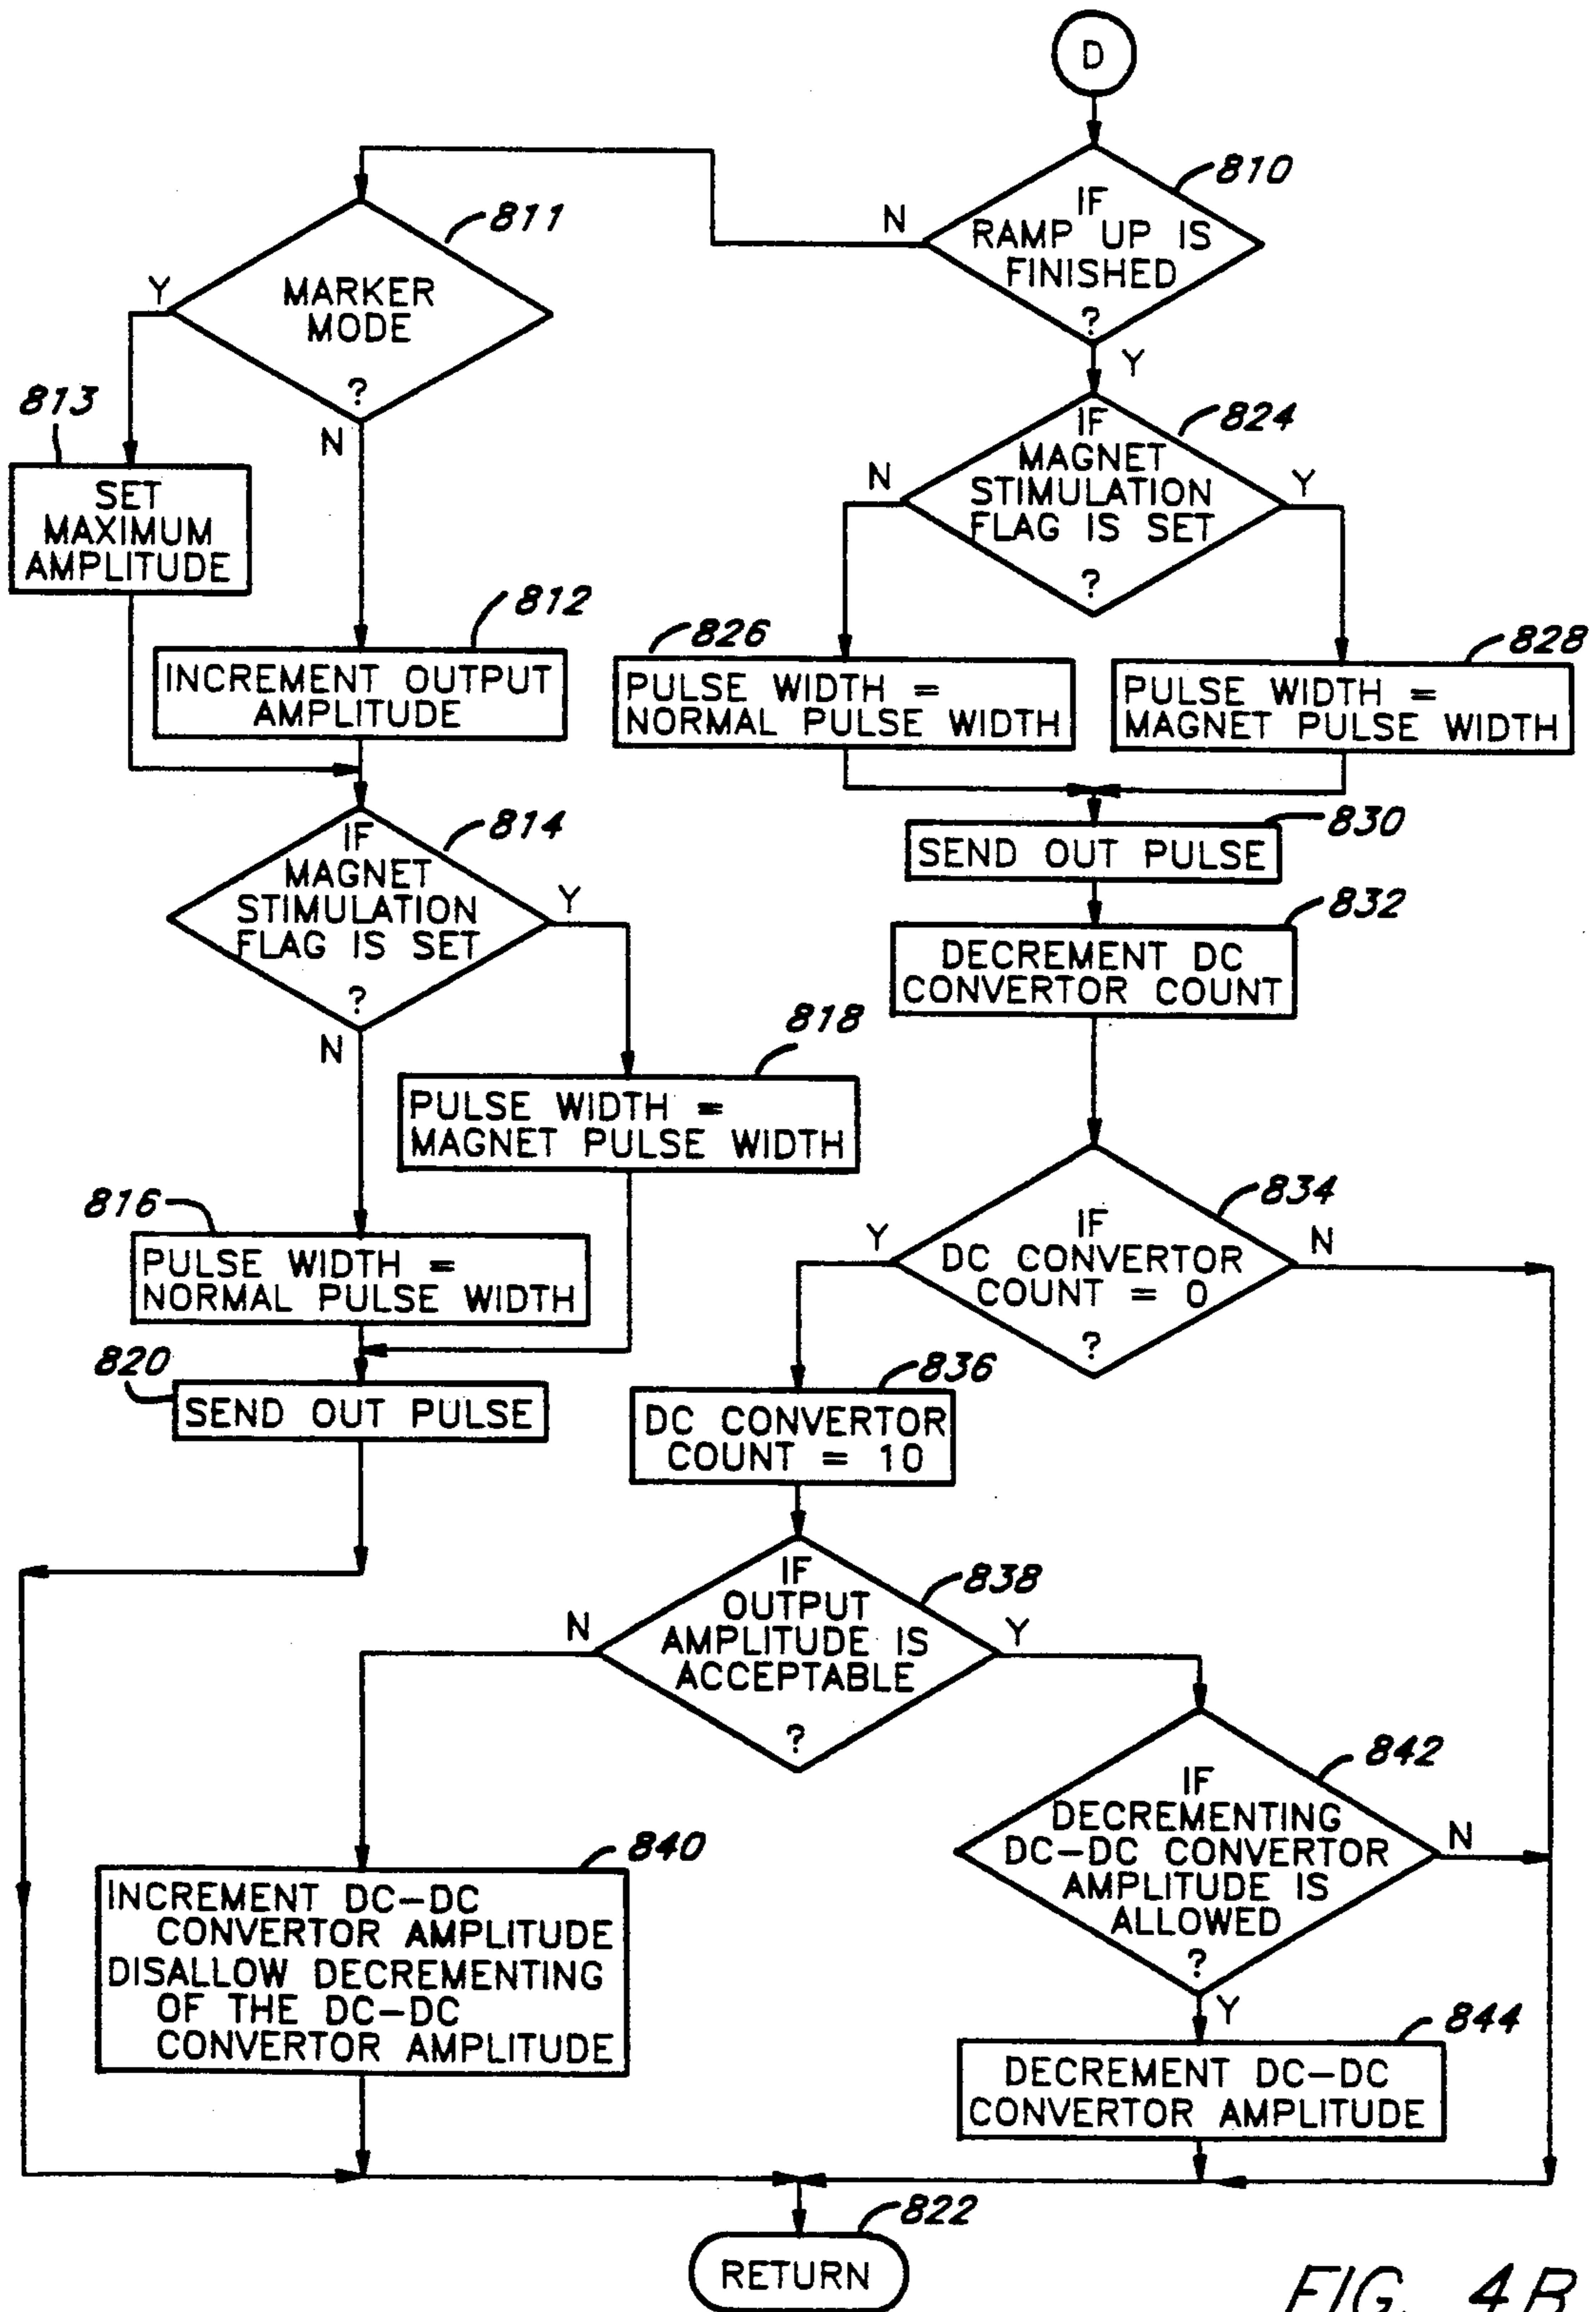 D
810
IF
RAMP UP IS
FINISHED
?
N
Y
811
MARKER
MODE
?
Y
N
813
SET
MAXIMUM
AMPLITUDE
812
INCREMENT OUTPUT
AMPLITUDE
814
IF
MAGNET
STIMULATION
FLAG IS SET
?
Y
N
818
PULSE WIDTH =
MAGNET PULSE WIDTH
816
PULSE WIDTH =
NORMAL PULSE WIDTH
820
SEND OUT PULSE
824
IF
MAGNET
STIMULATION
FLAG IS SET
?
N
Y
826
PULSE WIDTH =
NORMAL PULSE WIDTH
828
PULSE WIDTH =
MAGNET PULSE WIDTH
830
SEND OUT PULSE
832
DECREMENT DC
CONVERTOR COUNT
834
IF
DC CONVERTOR
COUNT = 0
?
Y
N
836
DC CONVERTOR
COUNT = 10
838
IF
OUTPUT
AMPLITUDE IS
ACCEPTABLE
?
N
Y
840
INCREMENT DC-DC
CONVERTOR AMPLITUDE
DISALLOW DECREMENTING
OF THE DC-DC
CONVERTOR AMPLITUDE
842
IF
DECREMENTING
DC-DC CONVERTOR
AMPLITUDE IS
ALLOWED
?
N
Y
844
DECREMENT DC-DC
CONVERTOR AMPLITUDE
822
RETURN
FIG. 4B